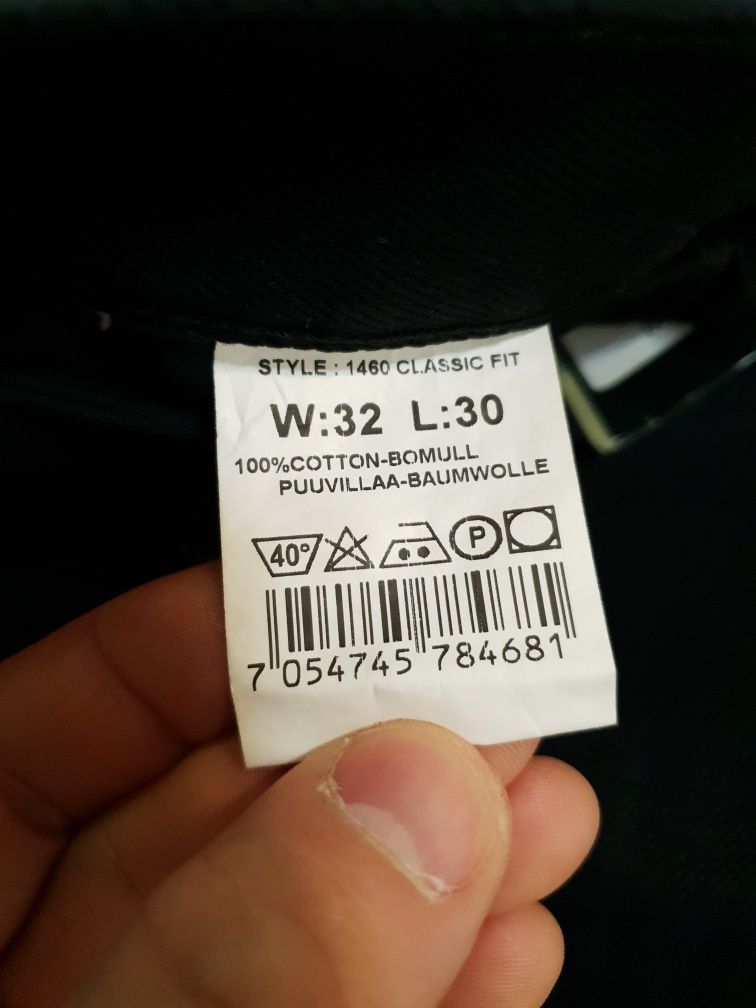 STYLE : 1460 CLASSIC FIT
W:32 L:30
100%COTTON-BOMULL
PUUVILLAA-BAUMWOLLE
40° P
7 054745 784681